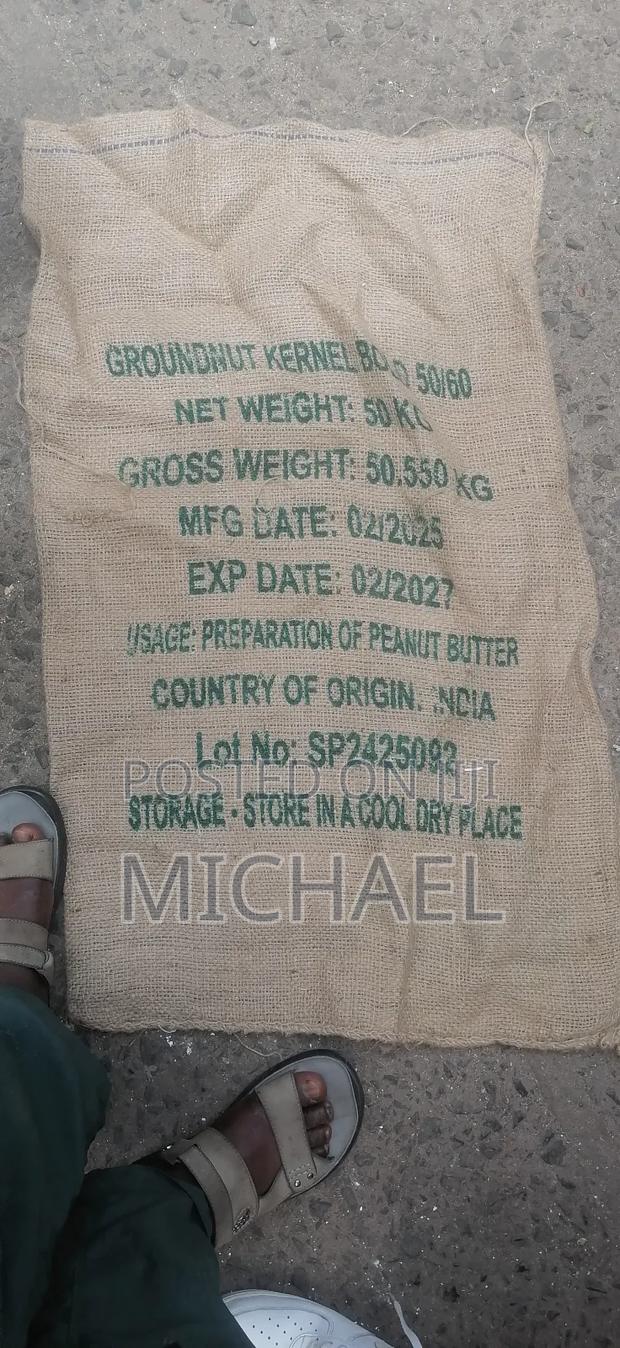 GROUNDNUT KERNEL 50/60
NET WEIGHT: 50 KG
GROSS WEIGHT: 50.550 KG
MFG DATE: 02/2025
EXP DATE: 02/2027
USAGE: PREPARATION OF PEANUT BUTTER
COUNTRY OF ORIGIN. INDIA
Lot No: SP2425092
POSTED ON JIJI
STORAGE - STORE IN A COOL DRY PLACE
MICHAEL